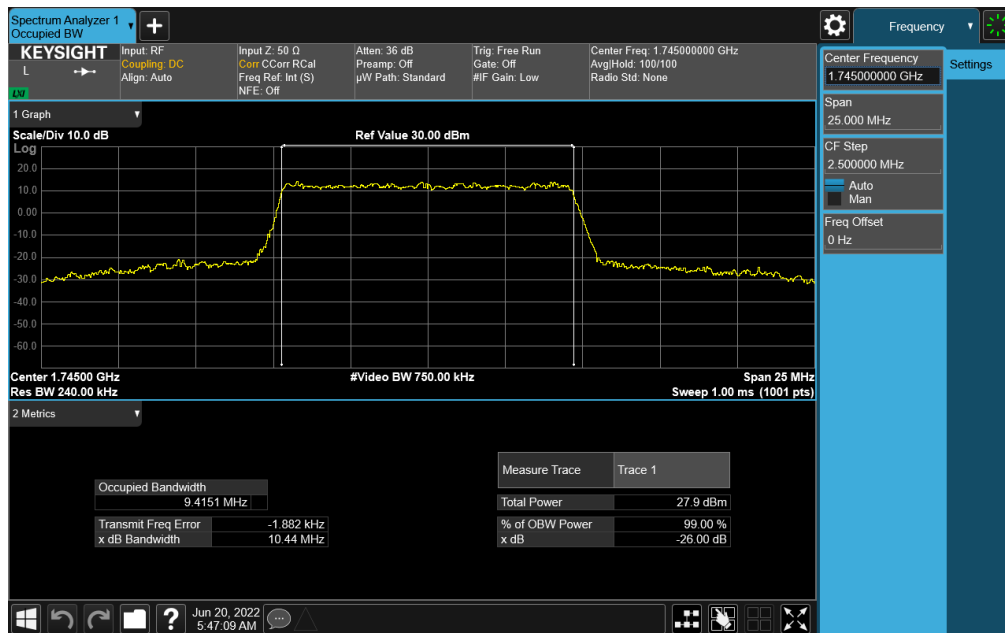 Spectrum Analyzer 1
Occupied BW
Frequency
KEYSIGHT
L
LXI
Input: RF
Coupling: DC
Align: Auto
Input Z: 50 Ω
Corr CCorr RCal
Freq Ref: Int (S)
NFE: Off
Atten: 36 dB
Preamp: Off
µW Path: Standard
Trig: Free Run
Gate: Off
#IF Gain: Low
Center Freq: 1.745000000 GHz
Avg|Hold: 100/100
Radio Std: None
Center Frequency
1.745000000 GHz
Settings
Span
25.000 MHz
CF Step
2.500000 MHz
Auto
Man
Freq Offset
0 Hz
1 Graph
Scale/Div 10.0 dB
Ref Value 30.00 dBm
Log
20.0
10.0
0.00
-10.0
-20.0
-30.0
-40.0
-50.0
-60.0
Center 1.74500 GHz
#Video BW 750.00 kHz
Span 25 MHz
Res BW 240.00 kHz
Sweep 1.00 ms (1001 pts)
2 Metrics
Measure Trace Trace 1
Occupied Bandwidth
9.4151 MHz
Total Power 27.9 dBm
Transmit Freq Error -1.882 kHz
% of OBW Power 99.00 %
x dB Bandwidth 10.44 MHz
x dB -26.00 dB
?
Jun 20, 2022
5:47:09 AM